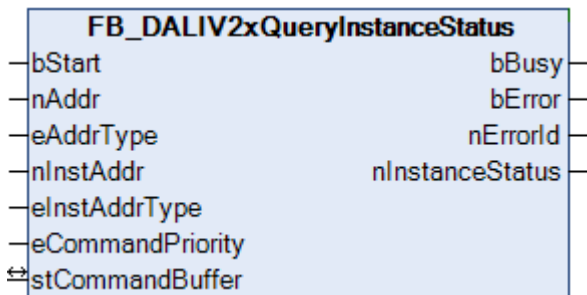 FB_DALIV2xQueryInstanceStatus
bStart bBusy
nAddr bError
eAddrType nErrorId
nInstAddr nInstanceStatus
eInstAddrType
eCommandPriority
stCommandBuffer